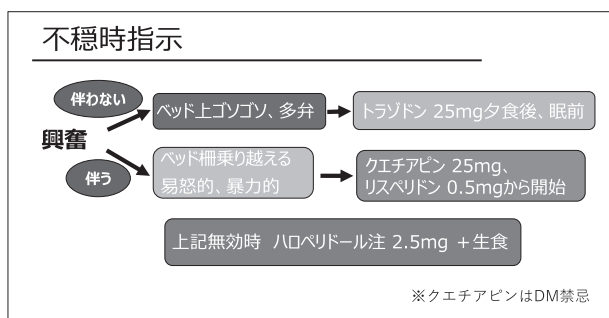 不穏時指示
伴わない
ベッド上ゴソゴソ、多弁
トラゾドン 25mg夕食後、眠前
興奮
伴う
ベッド柵乗り越える
易怒的、暴力的
クエチアピン 25mg、
リスペリドン 0.5mgから開始
上記無効時 ハロペリドール注 2.5mg +生食
※クエチアピンはDM禁忌